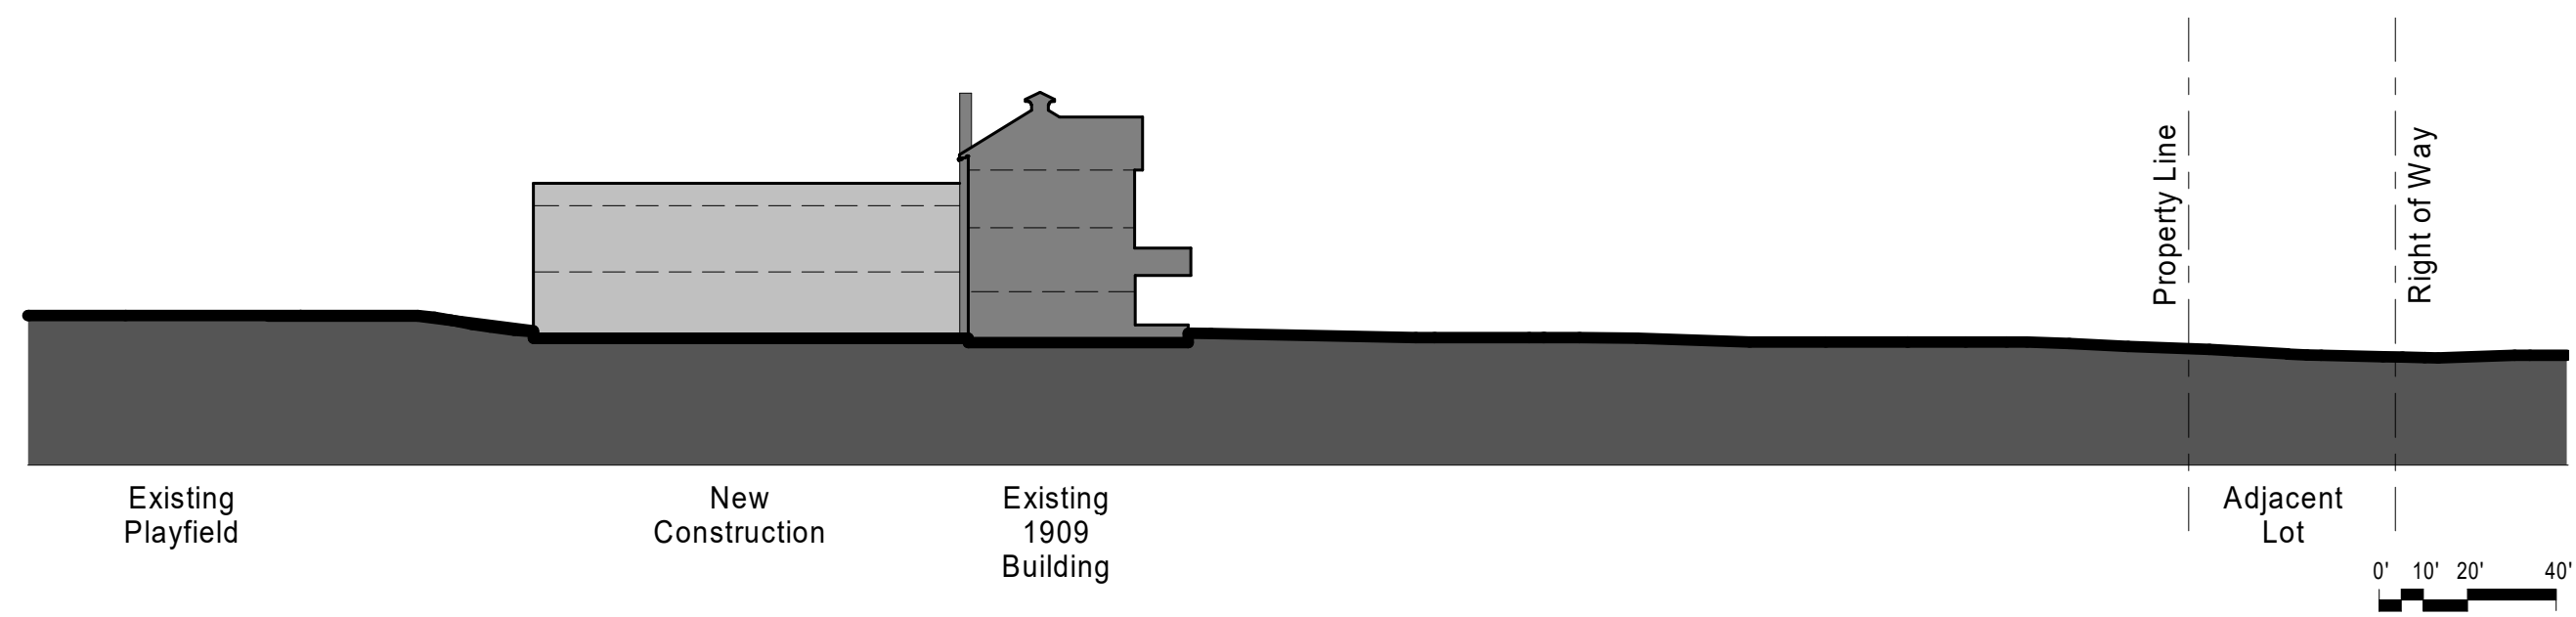 Property Line
Right of Way
Existing
Playfield
New
Construction
Existing
1909
Building
Adjacent
Lot
0' 10' 20' 40'